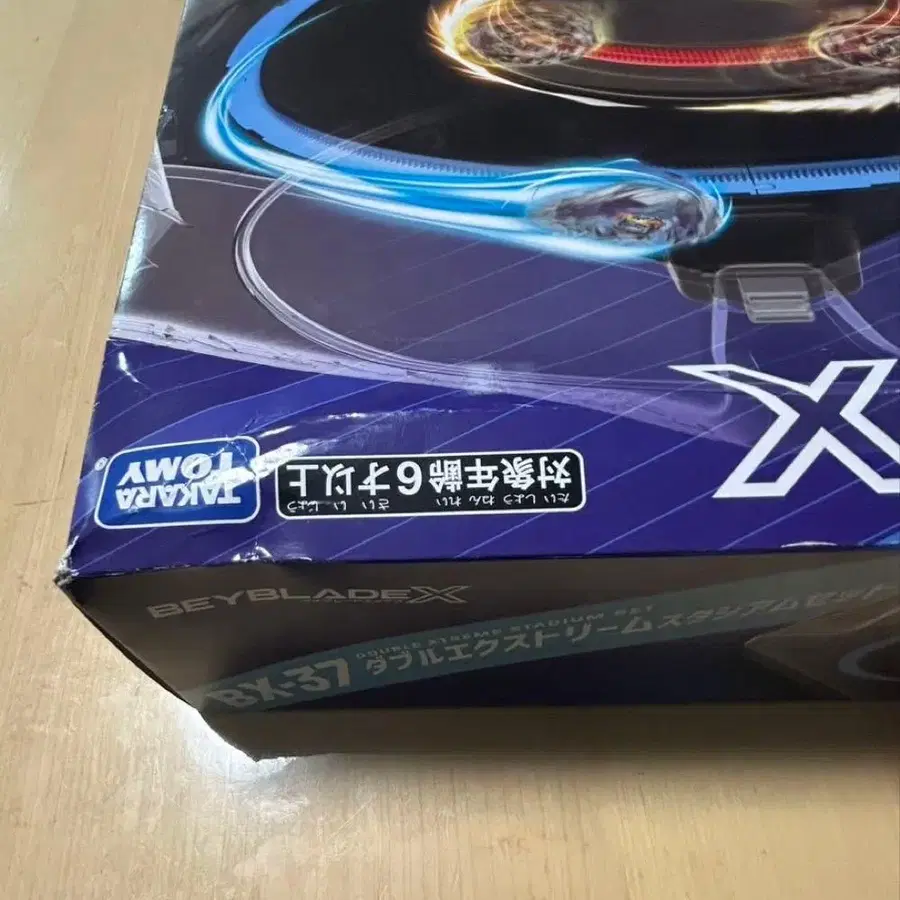 X
TAKARA
TOMY
たい しょう ねん れい さい い じょう
対象年齢6才以上
BEYBLADE X
DOUBLE XTREME STADIUM SET
BX-37 ダブルエクストリームスタジアムセット